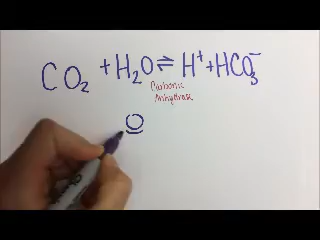 CO₂ + H₂O ⇌ H⁺ + HCO₃⁻
Carbonic
Anhydrase
O